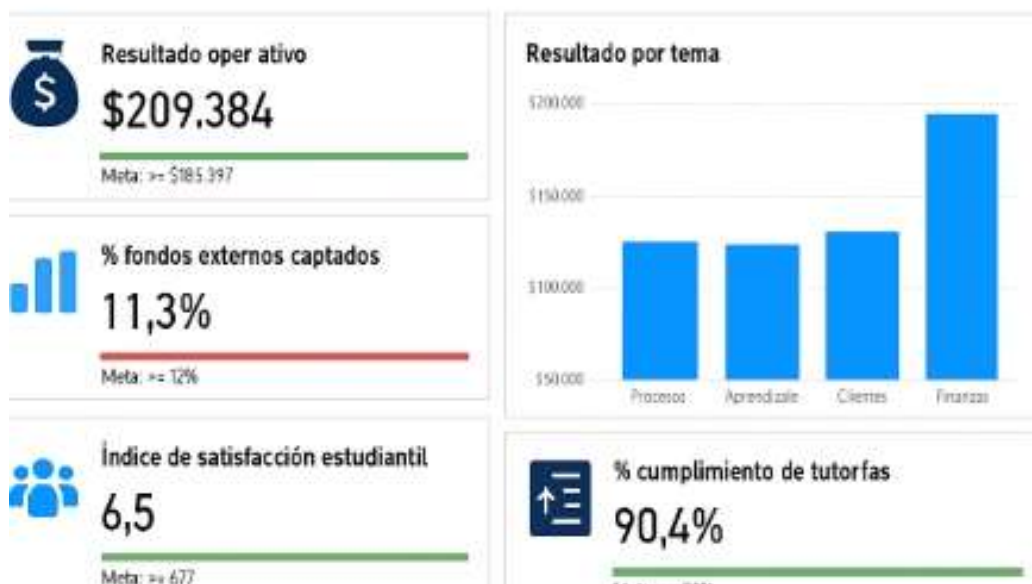 Resultado oper ativo
$209.384
Meta: >= $185.397
% fondos externos captados
11,3%
Meta: >= 12%
Índice de satisfacción estudiantil
6,5
Meta: >= 677
Resultado por tema
$200.000
$150.000
$100.000
$50.000
Procesos
Aprendizale
Clientes
Finanzas
% cumplimiento de tutorfas
90,4%